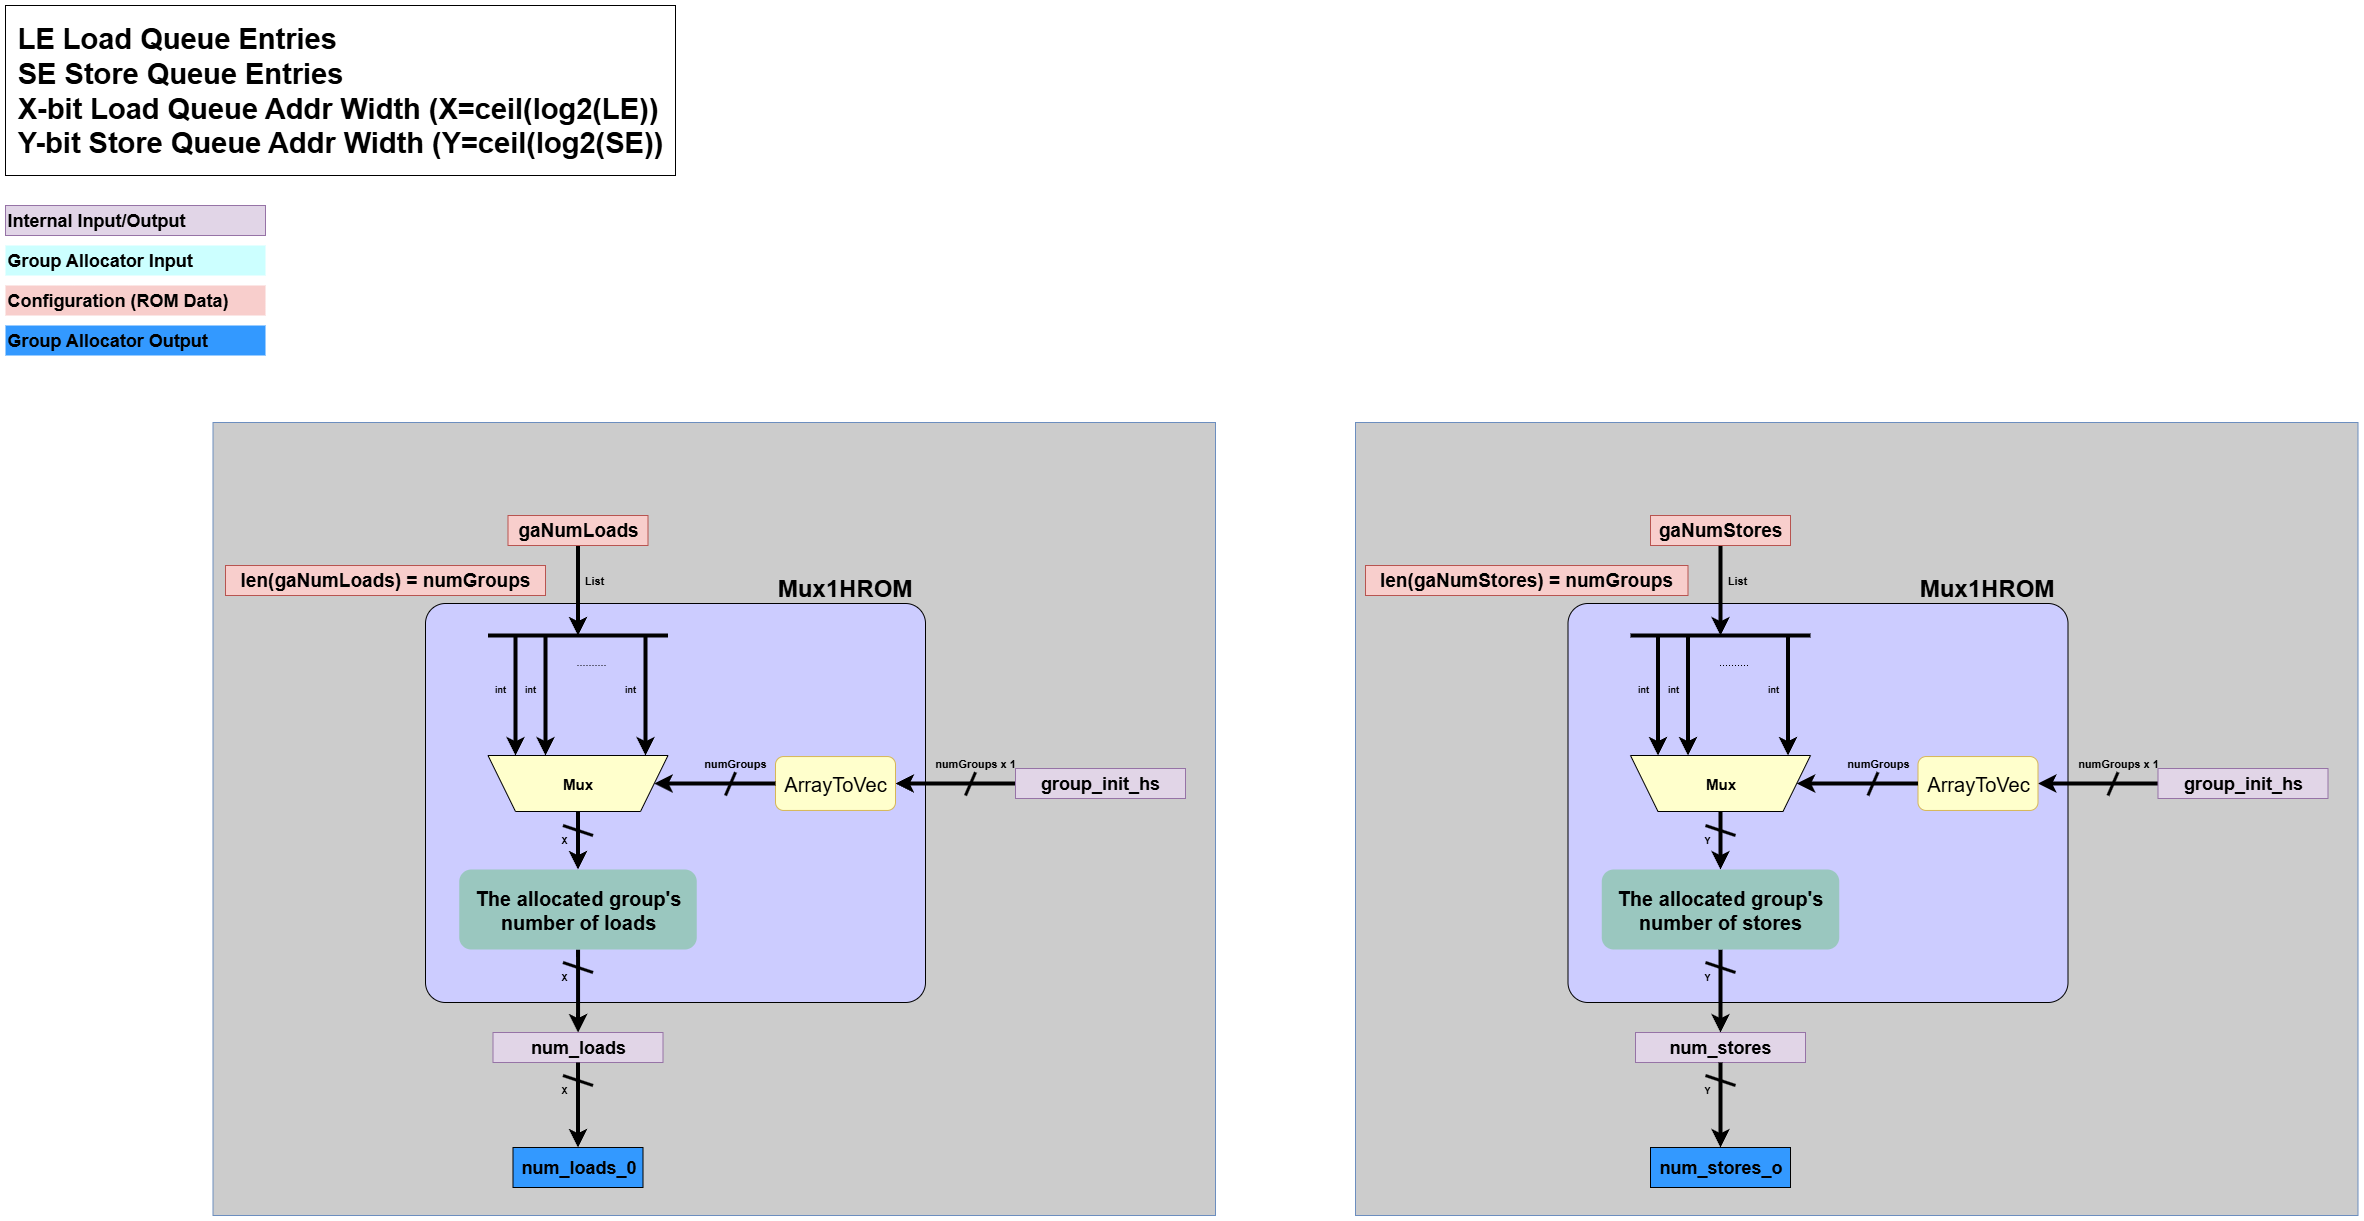 LE Load Queue Entries
SE Store Queue Entries
X-bit Load Queue Addr Width (X=ceil(log2(LE))
Y-bit Store Queue Addr Width (Y=ceil(log2(SE))
Internal Input/Output
Group Allocator Input
Configuration (ROM Data)
Group Allocator Output
gaNumLoads
len(gaNumLoads) = numGroups
List
Mux1HROM
..........
int
int
int
numGroups
numGroups x 1
Mux
ArrayToVec
group_init_hs
X
The allocated group's
number of loads
X
num_loads
X
num_loads_0
gaNumStores
len(gaNumStores) = numGroups
List
Mux1HROM
..........
int
int
int
numGroups
numGroups x 1
Mux
ArrayToVec
group_init_hs
Y
The allocated group's
number of stores
Y
num_stores
Y
num_stores_o